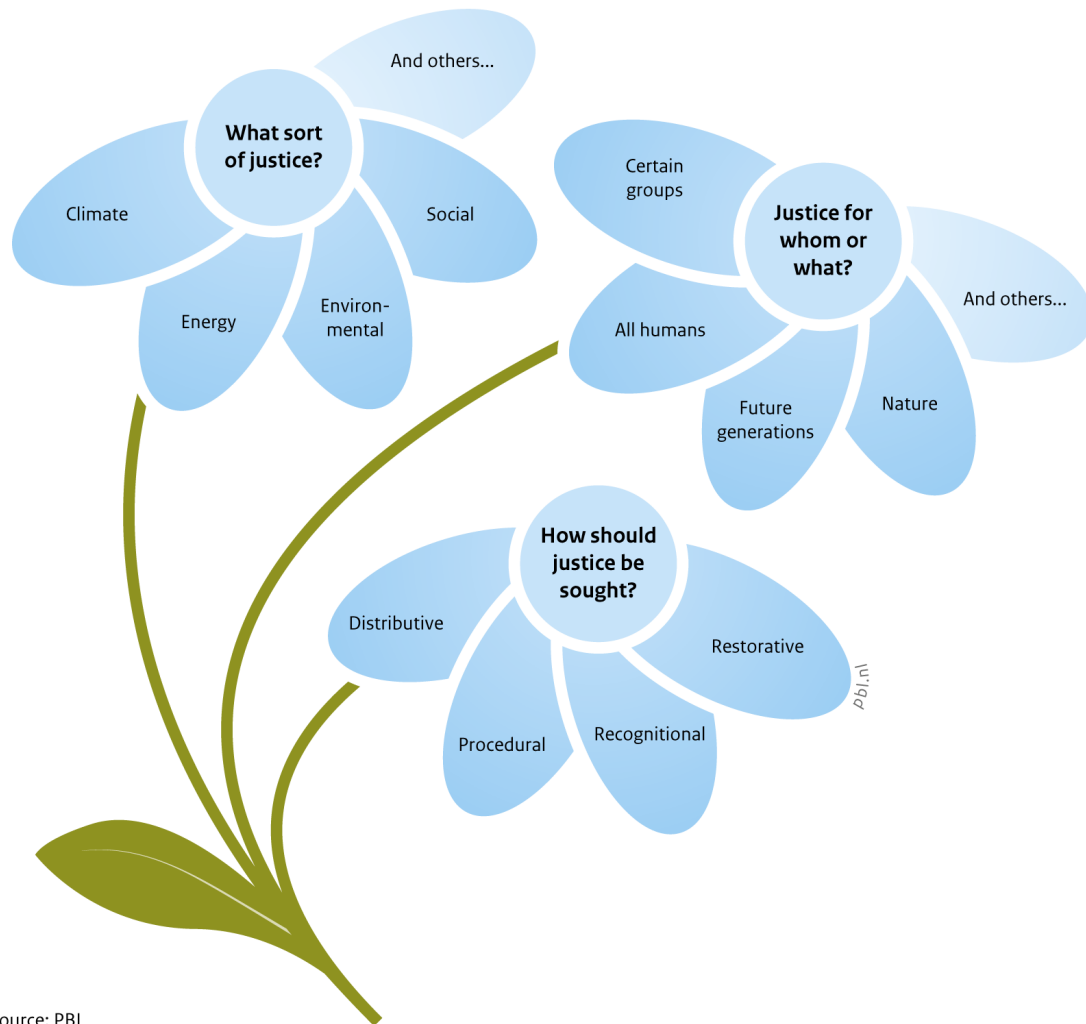 And others...
What sort
of justice?
Climate
Social
Energy
Environ-
mental
Certain
groups
Justice for
whom or
what?
And others...
All humans
Future
generations
Nature
How should
justice be
sought?
Distributive
Restorative
Procedural
Recognitional
pbl.nl
ource: PBL